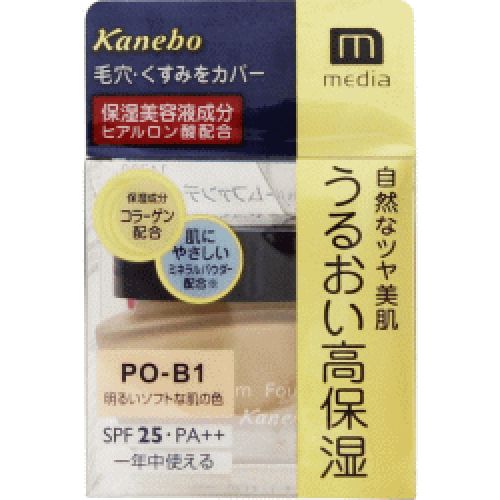 Kanebo
毛穴・くすみをカバー
保湿美容液成分
ヒアルロン酸配合
m
media
自然なツヤ美肌
うるおい高保湿
保湿成分
コラーゲン
配合
肌に
やさしい
ミネラルパウダー
配合※
PO-B1
明るいソフトな肌の色
SPF 25・PA++
一年中使える
Kane